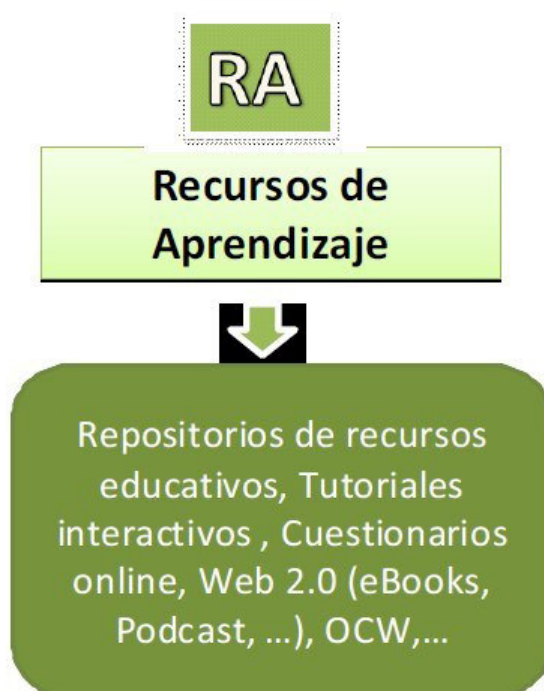 RA
Recursos de
Aprendizaje
Repositorios de recursos
educativos, Tutoriales
interactivos , Cuestionarios
online, Web 2.0 (eBooks,
Podcast, ...), OCW,...